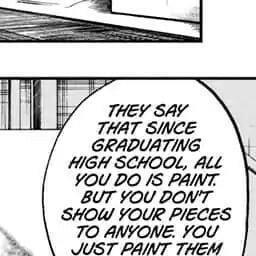 THEY SAY
THAT SINCE
GRADUATING
HIGH SCHOOL, ALL
YOU DO IS PAINT.
BUT YOU DON'T
SHOW YOUR PIECES
TO ANYONE. YOU
JUST PAINT THEM